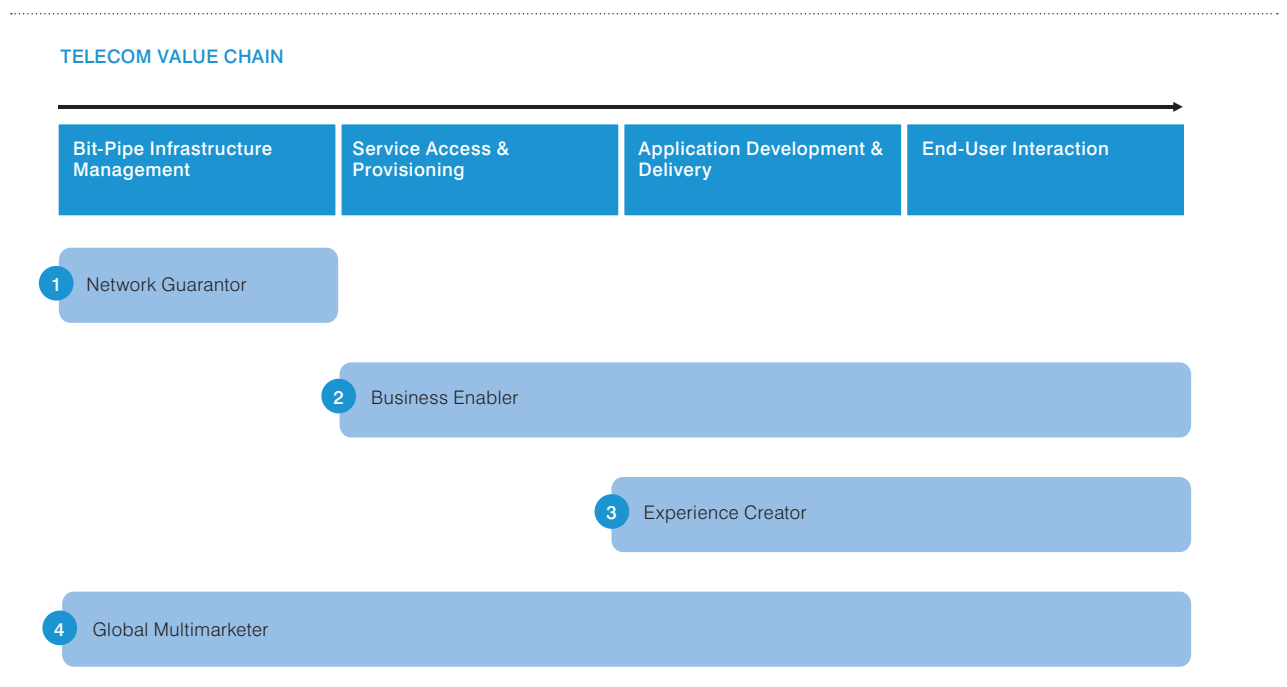 TELECOM VALUE CHAIN
Bit-Pipe Infrastructure
Management
Service Access &
Provisioning
Application Development &
Delivery
End-User Interaction
1
Network Guarantor
2
Business Enabler
3
Experience Creator
4
Global Multimarketer